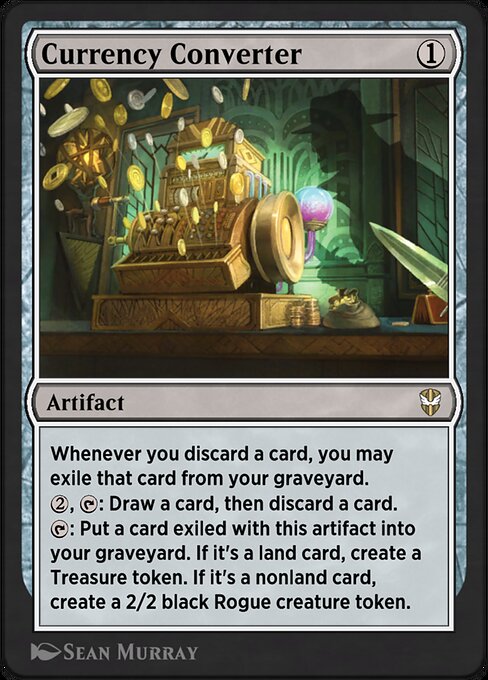 Currency Converter 1
Artifact
Whenever you discard a card, you may
exile that card from your graveyard.
2, : Draw a card, then discard a card.
: Put a card exiled with this artifact into
your graveyard. If it's a land card, create a
Treasure token. If it's a nonland card,
create a 2/2 black Rogue creature token.
Sean Murray